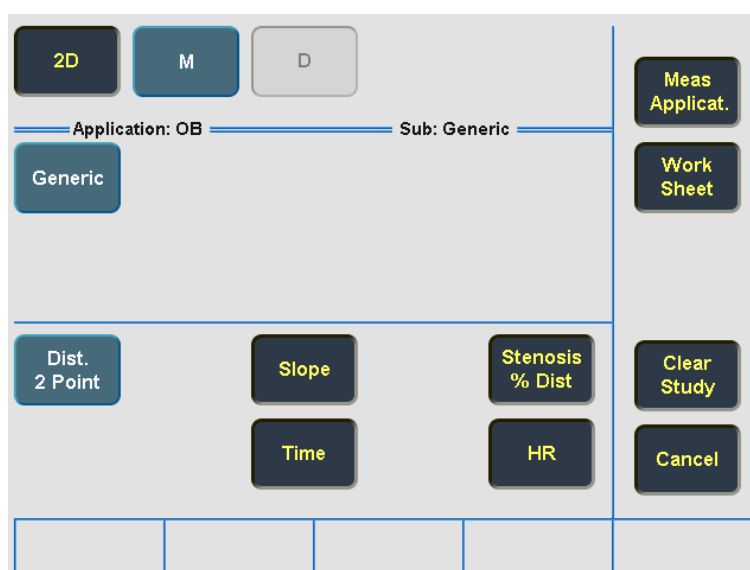 2D
M
D
Meas
Applicat.
Application: OB
Sub: Generic
Generic
Work
Sheet
Dist.
2 Point
Slope
Stenosis
% Dist
Clear
Study
Time
HR
Cancel